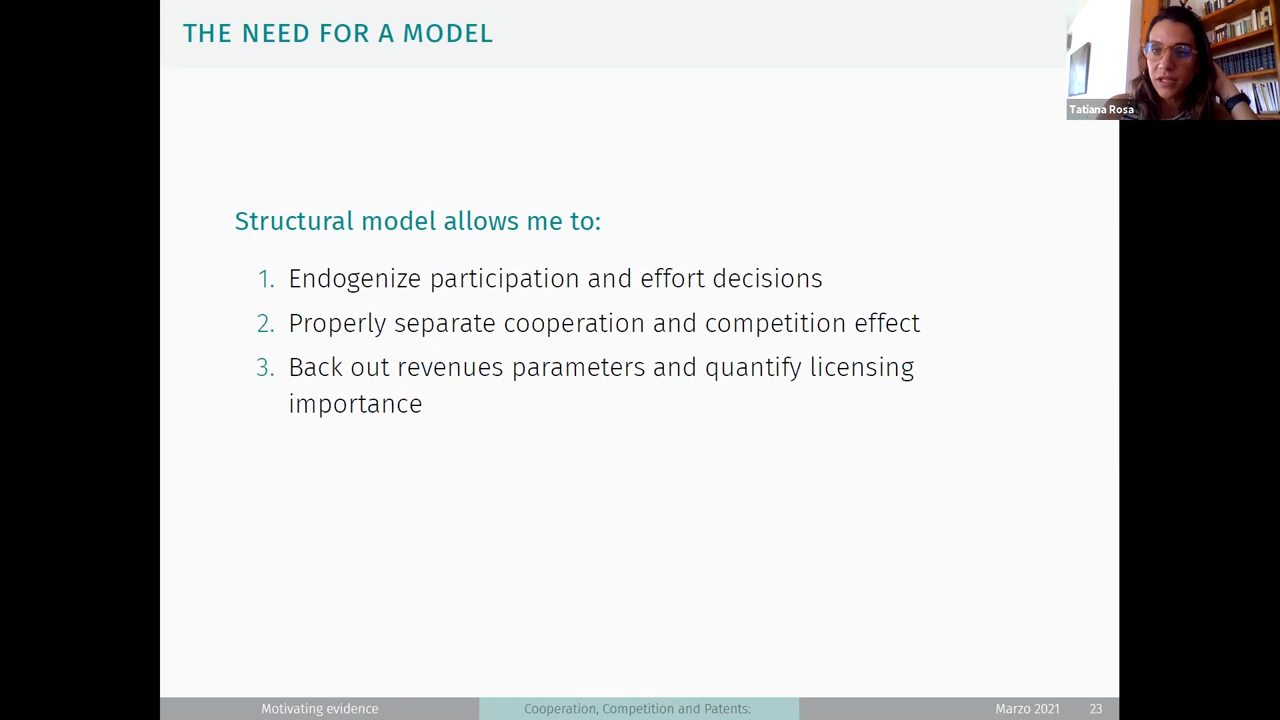 THE NEED FOR A MODEL
Tatiana Rosa
Structural model allows me to:
1. Endogenize participation and effort decisions
2. Properly separate cooperation and competition effect
3. Back out revenues parameters and quantify licensing
importance
Motivating evidence
Cooperation, Competition and Patents:
Marzo 2021
23